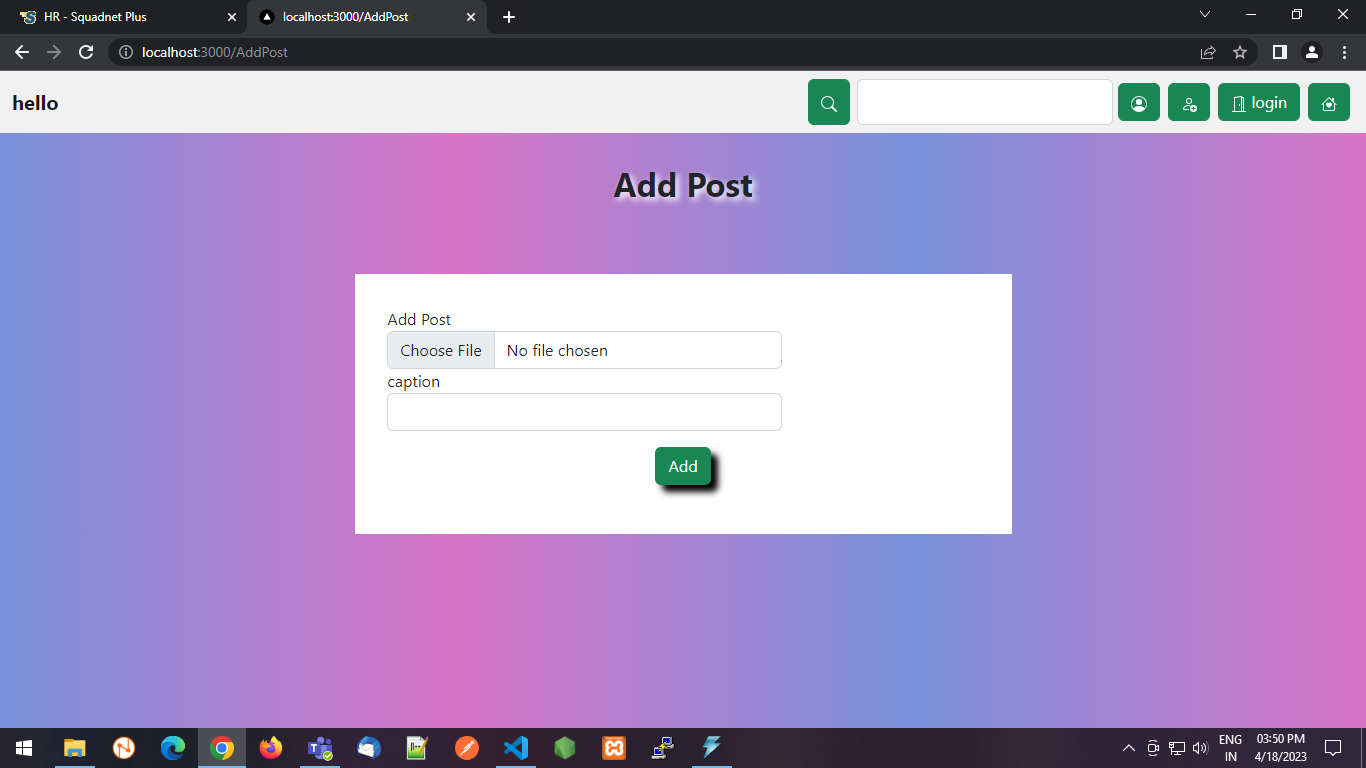 HR - Squadnet Plus
localhost:3000/AddPost
localhost:3000/AddPost
hello
login
Add Post
Add Post
Choose File No file chosen
caption
Add
ENG
IN
03:50 PM
4/18/2023